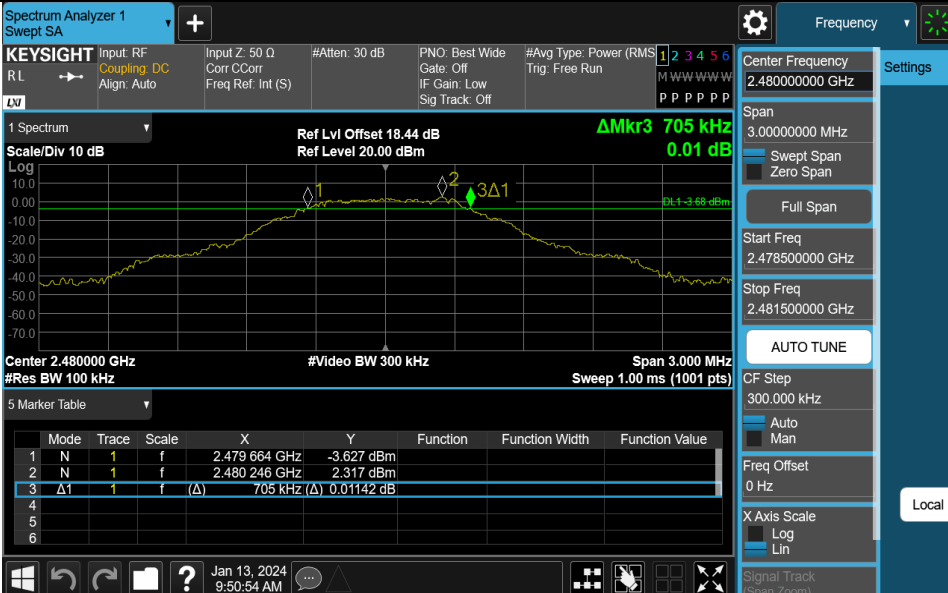 Spectrum Analyzer 1
Swept SA
+
Frequency
KEYSIGHT
RL
LXI
Input: RF
Coupling: DC
Align: Auto
Input Z: 50 Ω
Corr CCorr
Freq Ref: Int (S)
#Atten: 30 dB
PNO: Best Wide
Gate: Off
IF Gain: Low
Sig Track: Off
#Avg Type: Power (RMS
Trig: Free Run
1 2 3 4 5 6
M W W W W W
P P P P P P
1 Spectrum
Scale/Div 10 dB
Ref Lvl Offset 18.44 dB
Ref Level 20.00 dBm
ΔMkr3 705 kHz
0.01 dB
Log
10.0
0.00
-10.0
-20.0
-30.0
-40.0
-50.0
-60.0
-70.0
1
2
3Δ1
DL1 -3.68 dBm
Center 2.480000 GHz
#Video BW 300 kHz
Span 3.000 MHz
#Res BW 100 kHz
Sweep 1.00 ms (1001 pts)
5 Marker Table
Mode Trace Scale X Y Function Function Width Function Value
1 N 1 f 2.479 664 GHz -3.627 dBm
2 N 1 f 2.480 246 GHz 2.317 dBm
3 Δ1 1 f (Δ) 705 kHz (Δ) 0.01142 dB
4
5
6
?
Jan 13, 2024
9:50:54 AM
Center Frequency
2.480000000 GHz
Span
3.00000000 MHz
Swept Span
Zero Span
Full Span
Start Freq
2.478500000 GHz
Stop Freq
2.481500000 GHz
AUTO TUNE
CF Step
300.000 kHz
Auto
Man
Freq Offset
0 Hz
X Axis Scale
Log
Lin
Signal Track
(Span Zoom)
Settings
Local